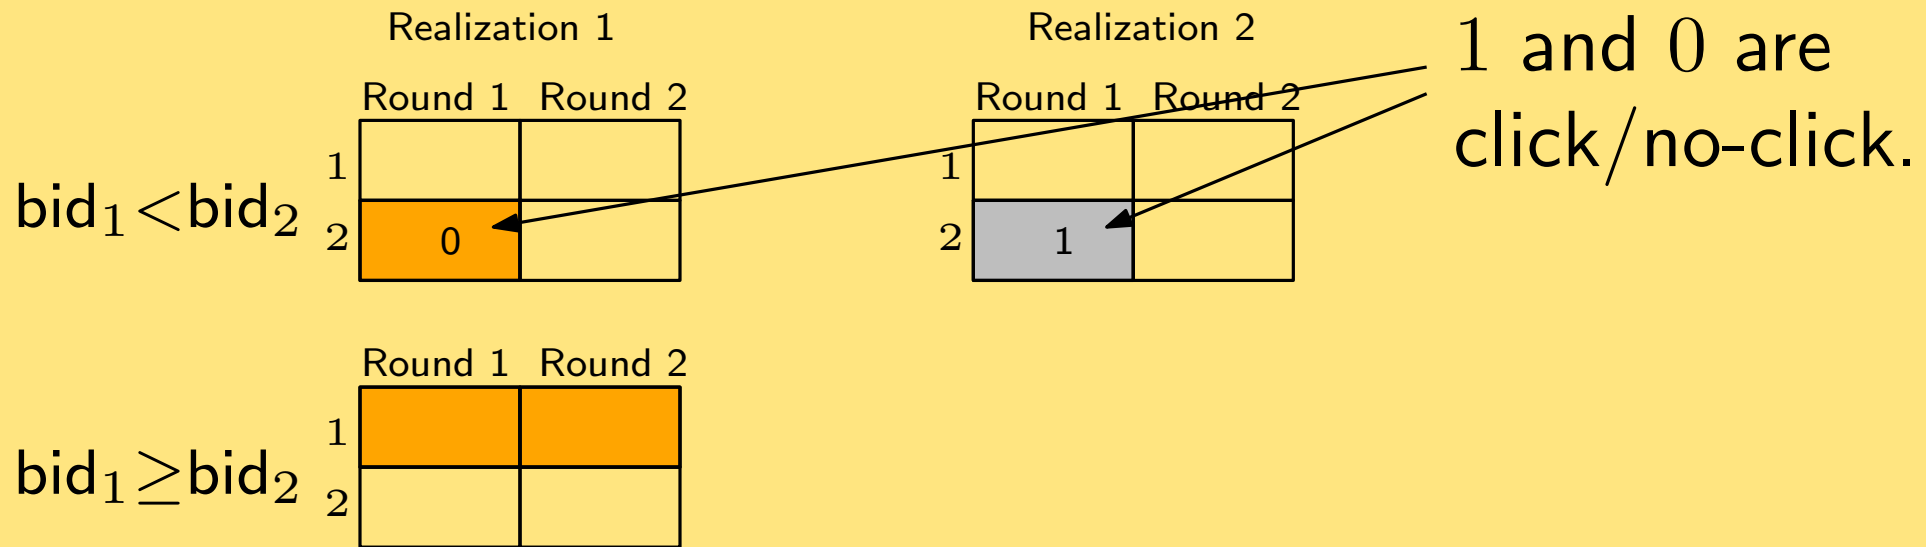 Realization 1
Realization 2
1 and 0 are
click/no-click.
Round 1 Round 2
Round 1 Round 2
bid₁<bid₂
1
2
0
1
2
1
Round 1 Round 2
bid₁≥bid₂
1
2